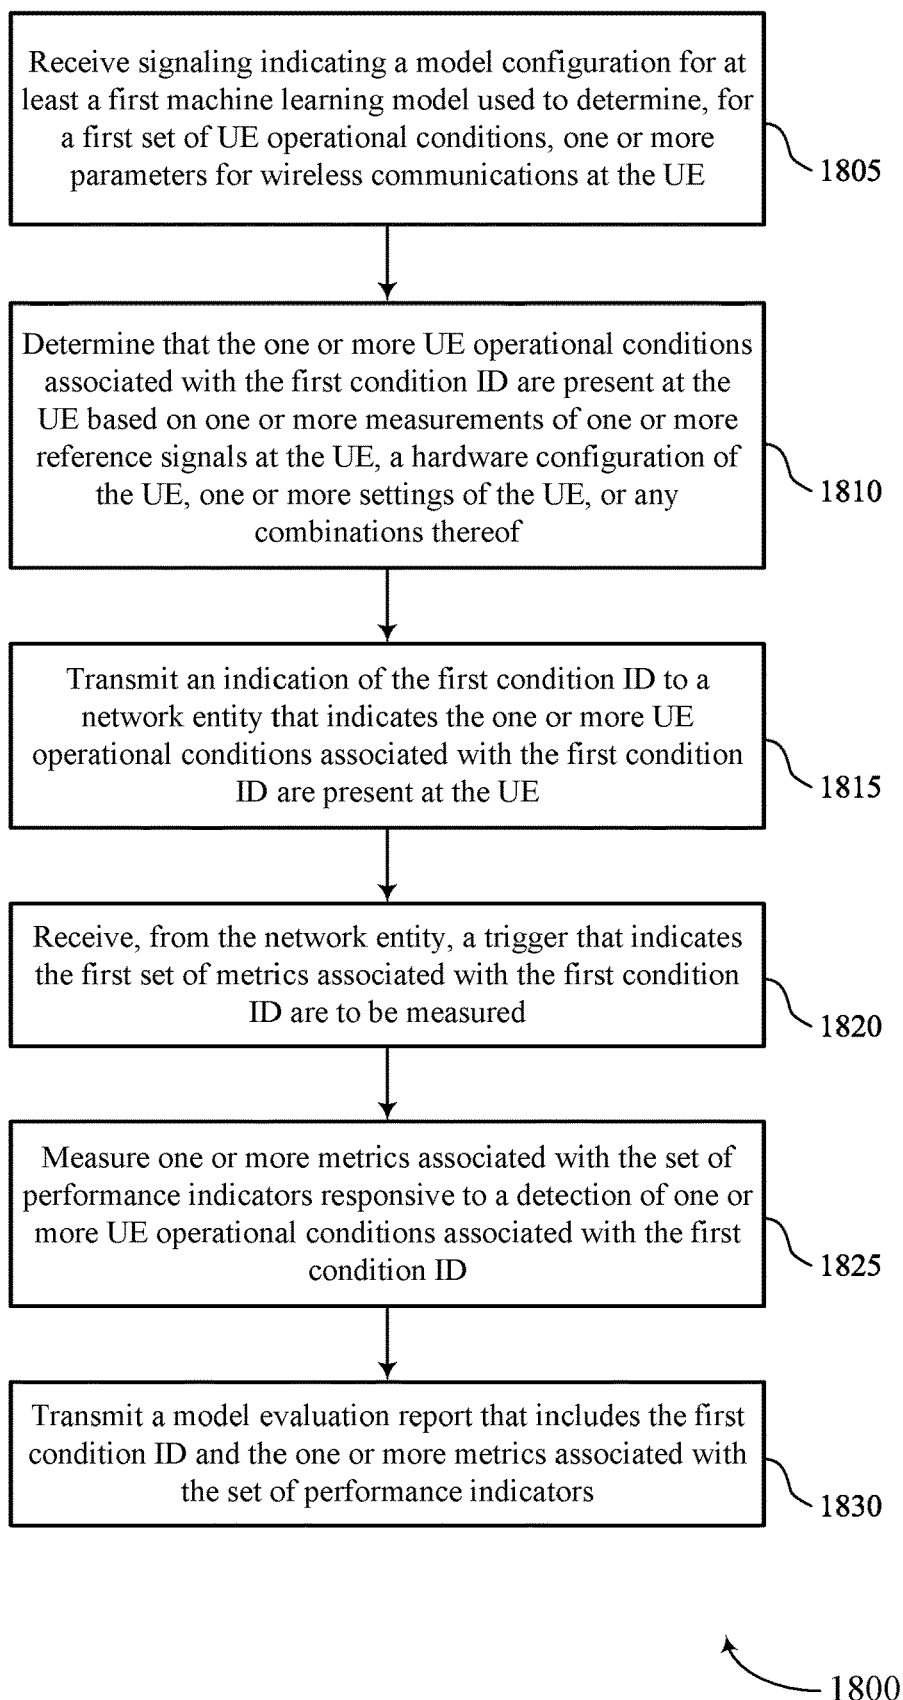 Receive signaling indicating a model configuration for at
least a first machine learning model used to determine, for
a first set of UE operational conditions, one or more
parameters for wireless communications at the UE
1805
Determine that the one or more UE operational conditions
associated with the first condition ID are present at the
UE based on one or more measurements of one or more
reference signals at the UE, a hardware configuration of
the UE, one or more settings of the UE, or any
combinations thereof
1810
Transmit an indication of the first condition ID to a
network entity that indicates the one or more UE
operational conditions associated with the first condition
ID are present at the UE
1815
Receive, from the network entity, a trigger that indicates
the first set of metrics associated with the first condition
ID are to be measured
1820
Measure one or more metrics associated with the set of
performance indicators responsive to a detection of one or
more UE operational conditions associated with the first
condition ID
1825
Transmit a model evaluation report that includes the first
condition ID and the one or more metrics associated with
the set of performance indicators
1830
1800